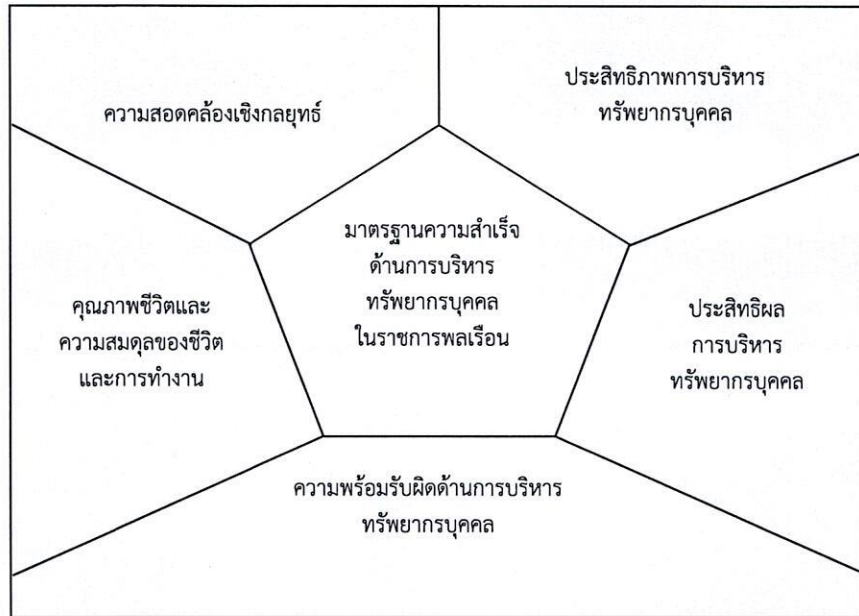 ความสอดคล้องเชิงกลยุทธ์
ประสิทธิภาพการบริหาร
ทรัพยากรบุคคล
มาตรฐานความสำเร็จ
ด้านการบริหาร
ทรัพยากรบุคคล
ในราชการพลเรือน
คุณภาพชีวิตและ
ความสมดุลของชีวิต
และการทำงาน
ประสิทธิผล
การบริหาร
ทรัพยากรบุคคล
ความพร้อมรับผิดด้านการบริหาร
ทรัพยากรบุคคล